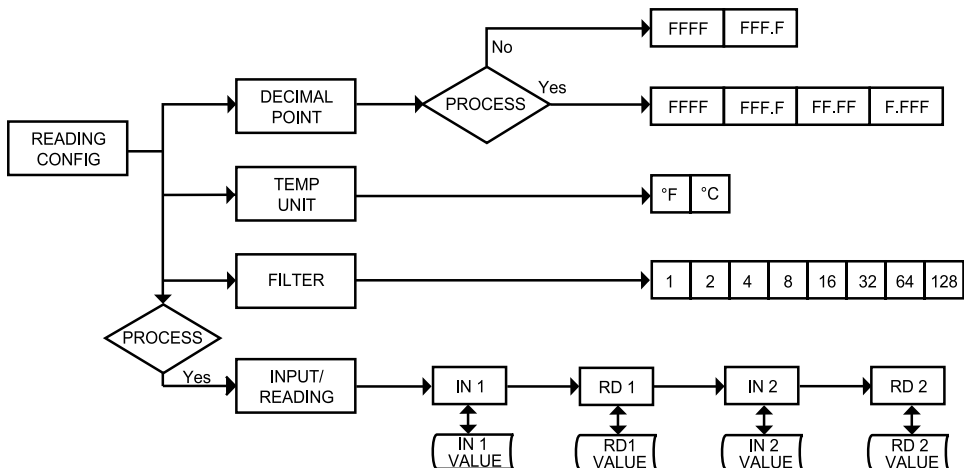 No
FFFF FFF.F
DECIMAL
POINT
PROCESS
Yes
FFFF FFF.F FF.FF F.FFF
READING
CONFIG
TEMP
UNIT
°F °C
FILTER
1 2 4 8 16 32 64 128
PROCESS
Yes
INPUT/
READING
IN 1 RD 1 IN 2 RD 2
IN 1
VALUE
RD1
VALUE
IN 2
VALUE
RD 2
VALUE